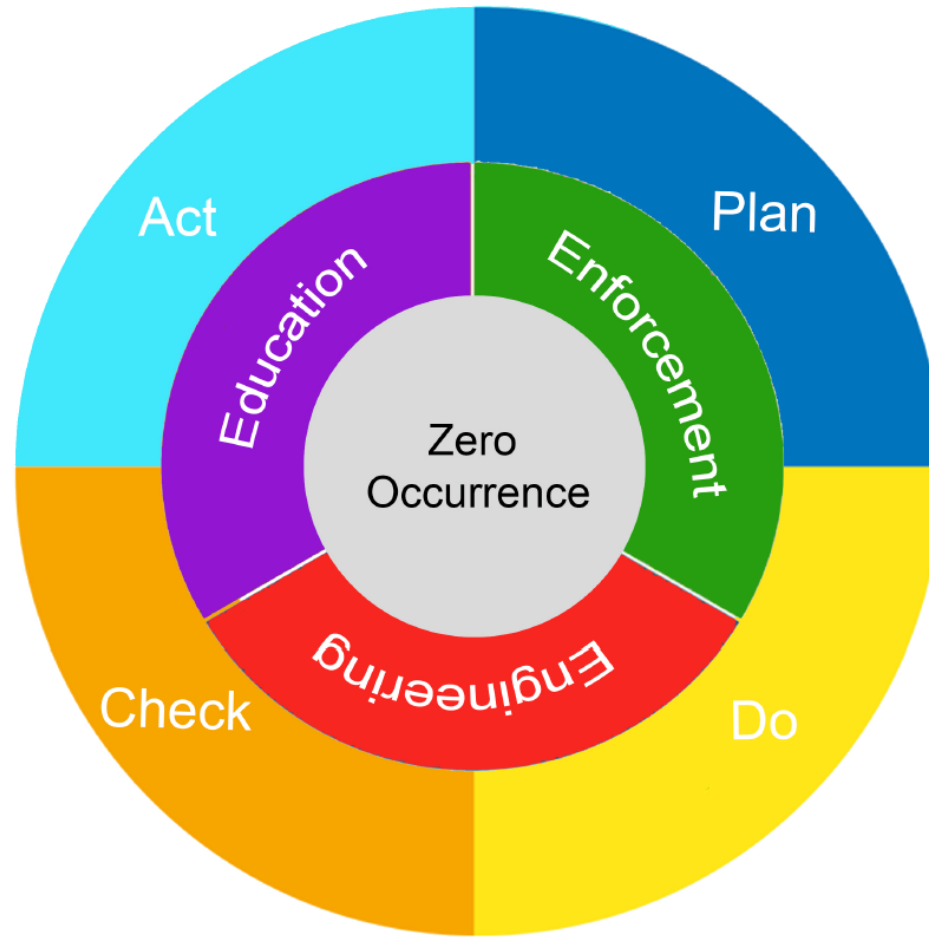 Act
Plan
Education
Enforcement
Zero
Occurrence
Engineering
Check
Do